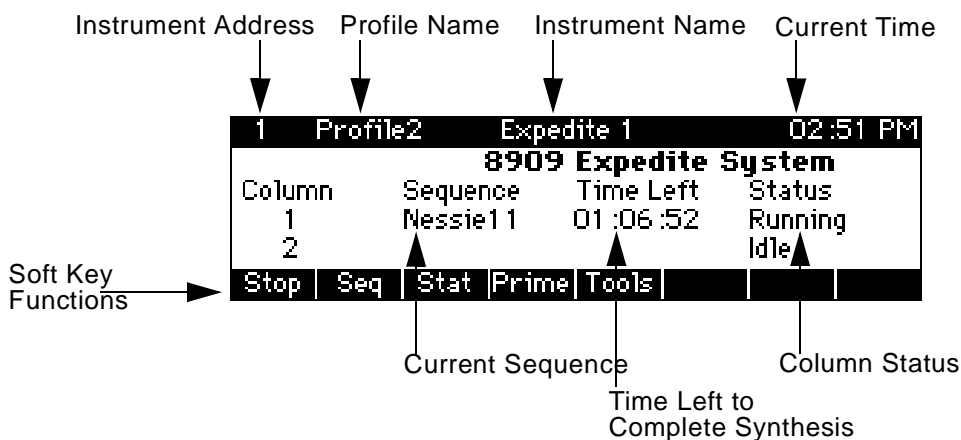 Instrument Address Profile Name Instrument Name Current Time
1 Profile2 Expedite 1 02:51 PM
8909 Expedite System
Column Sequence Time Left Status
1 Nessie11 01:06:52 Running
2 Idle
Soft Key
Functions
Stop Seq Stat Prime Tools
Current Sequence Column Status
Time Left to
Complete Synthesis